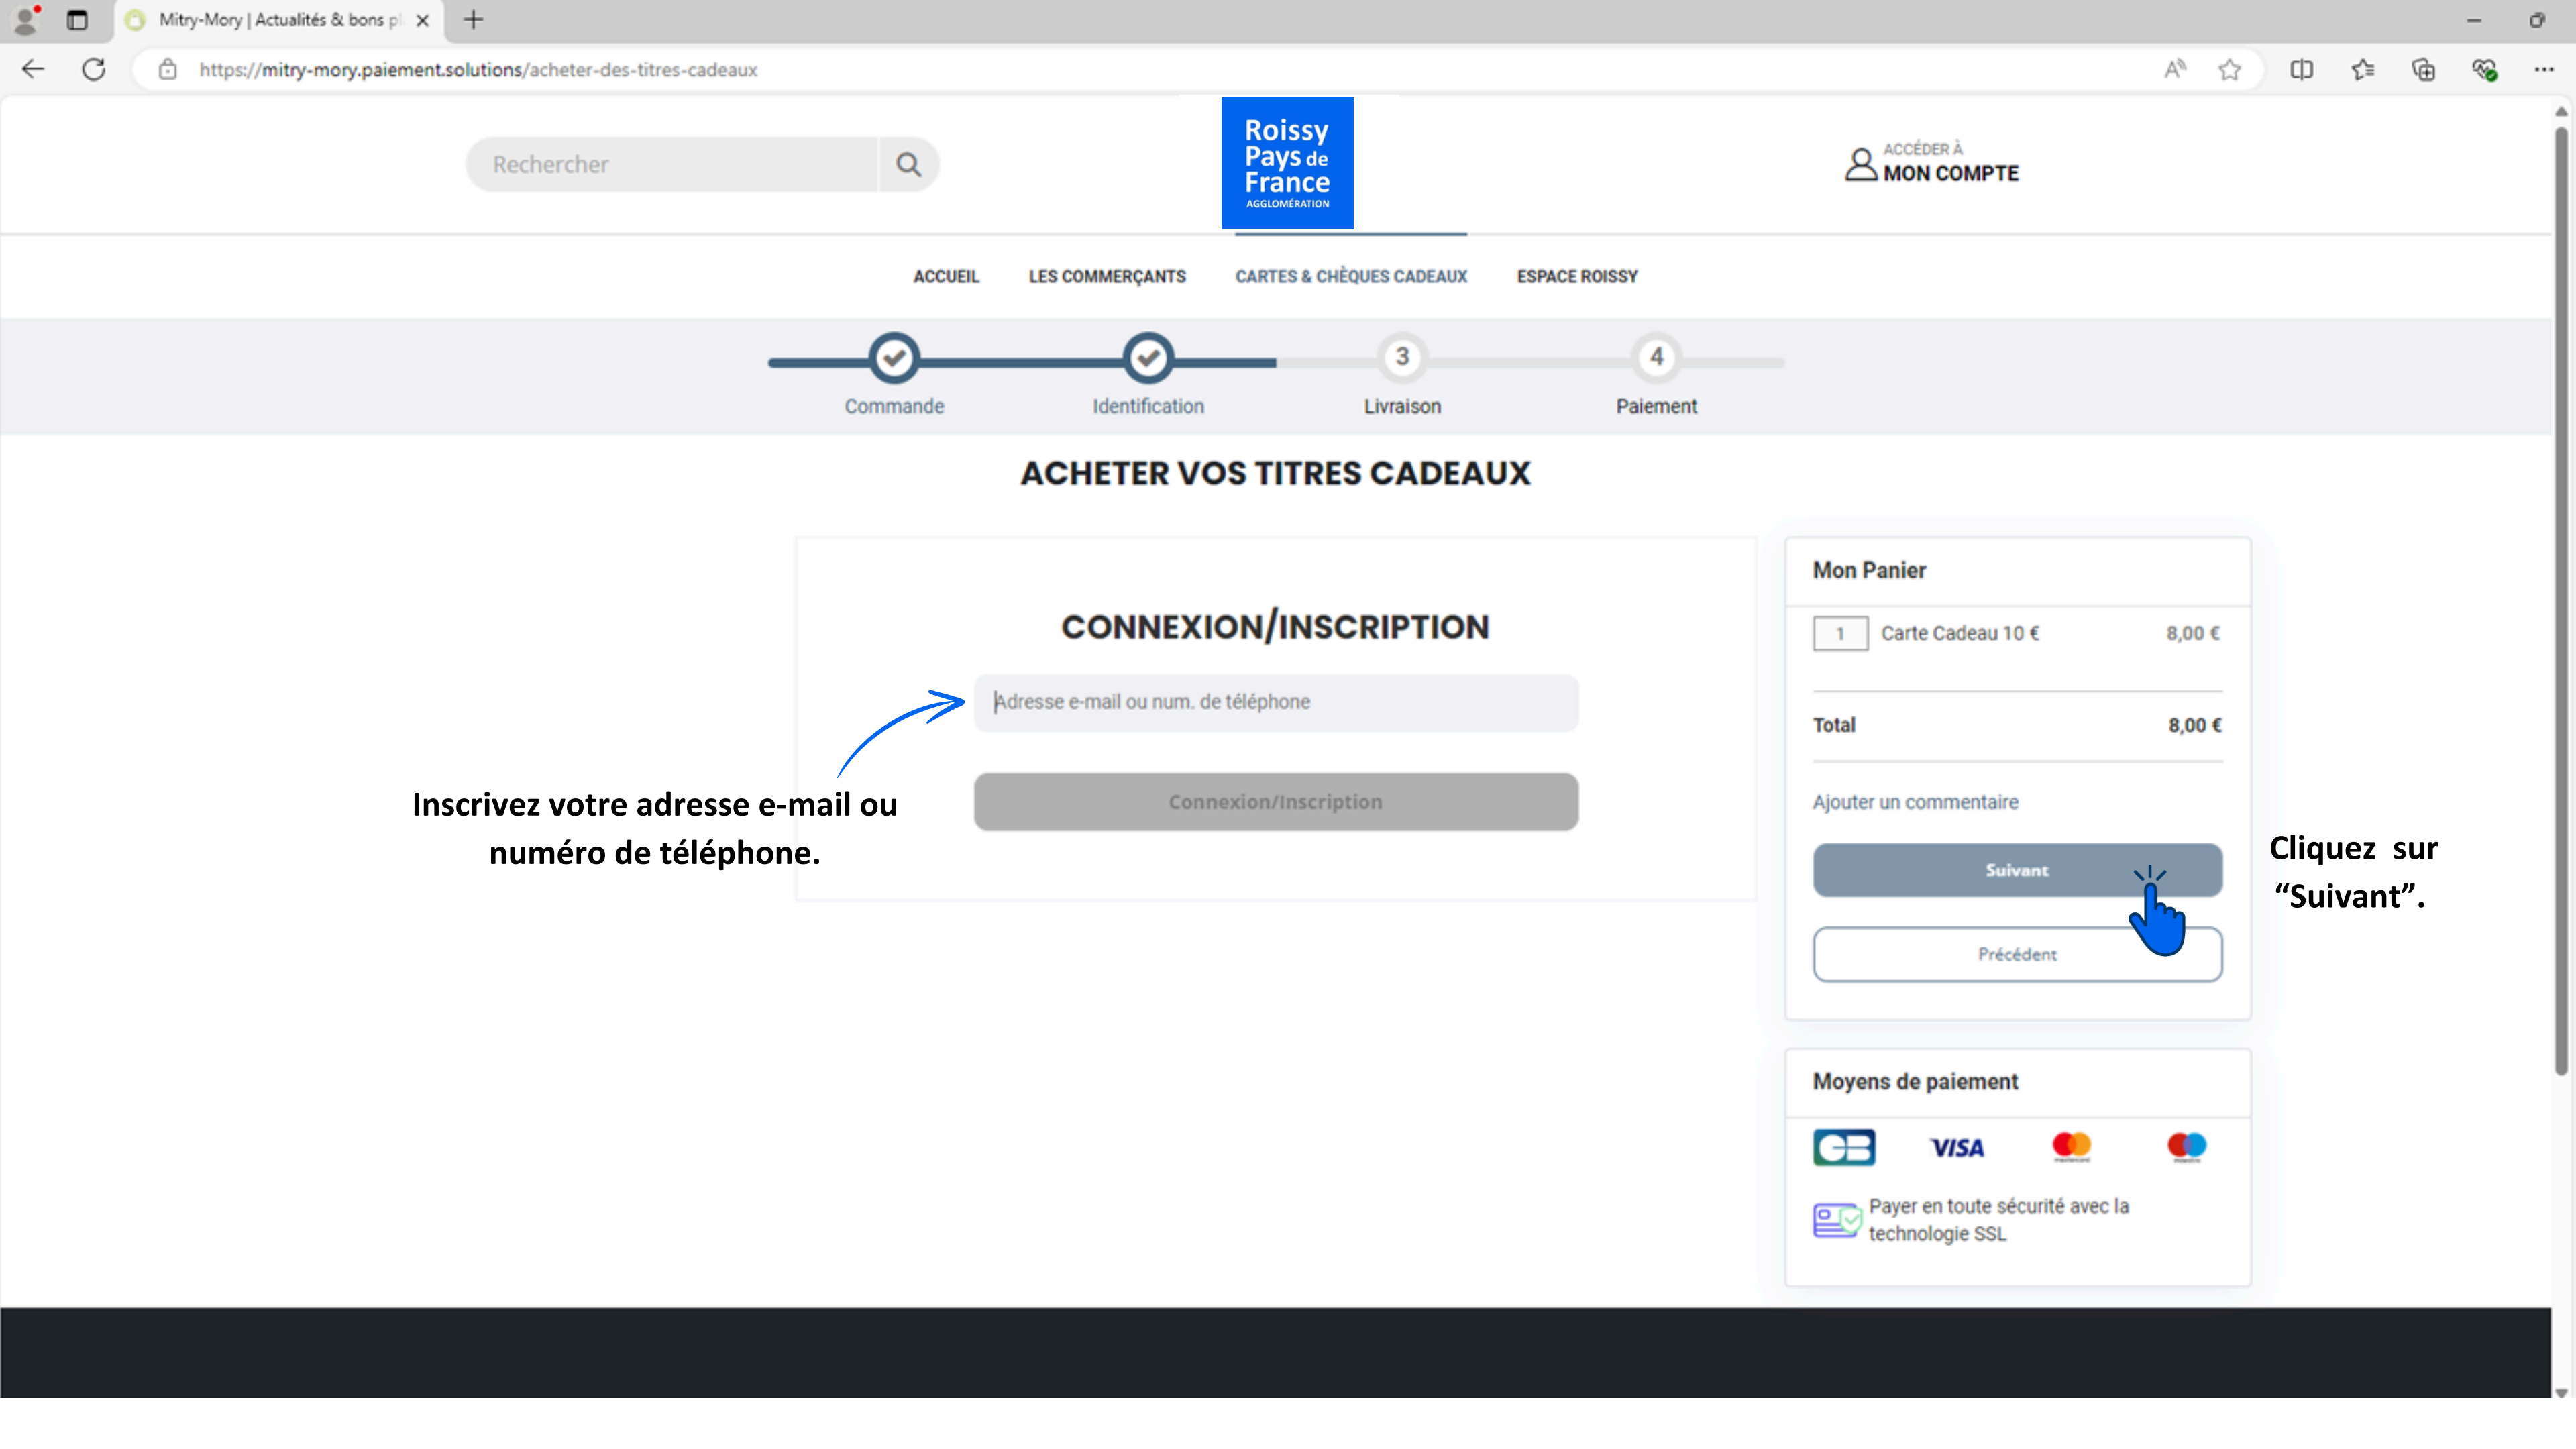 Mitry-Mory | Actualités & bons pl
https://mitry-mory.paiement.solutions/acheter-des-titres-cadeaux
Rechercher
Roissy
Pays de
France
AGGLOMÉRATION
ACCÉDER À
MON COMPTE
ACCUEIL
LES COMMERÇANTS
CARTES & CHÈQUES CADEAUX
ESPACE ROISSY
3
4
Commande
Identification
Livraison
Paiement
ACHETER VOS TITRES CADEAUX
CONNEXION/INSCRIPTION
Adresse e-mail ou num. de téléphone
Connexion/Inscription
Inscrivez votre adresse e-mail ou
numéro de téléphone.
Mon Panier
1 Carte Cadeau 10 € 8,00 €
Total 8,00 €
Ajouter un commentaire
Suivant
Précédent
Cliquez sur
“Suivant”.
Moyens de paiement
CB VISA mastercard maestro
Payer en toute sécurité avec la
technologie SSL